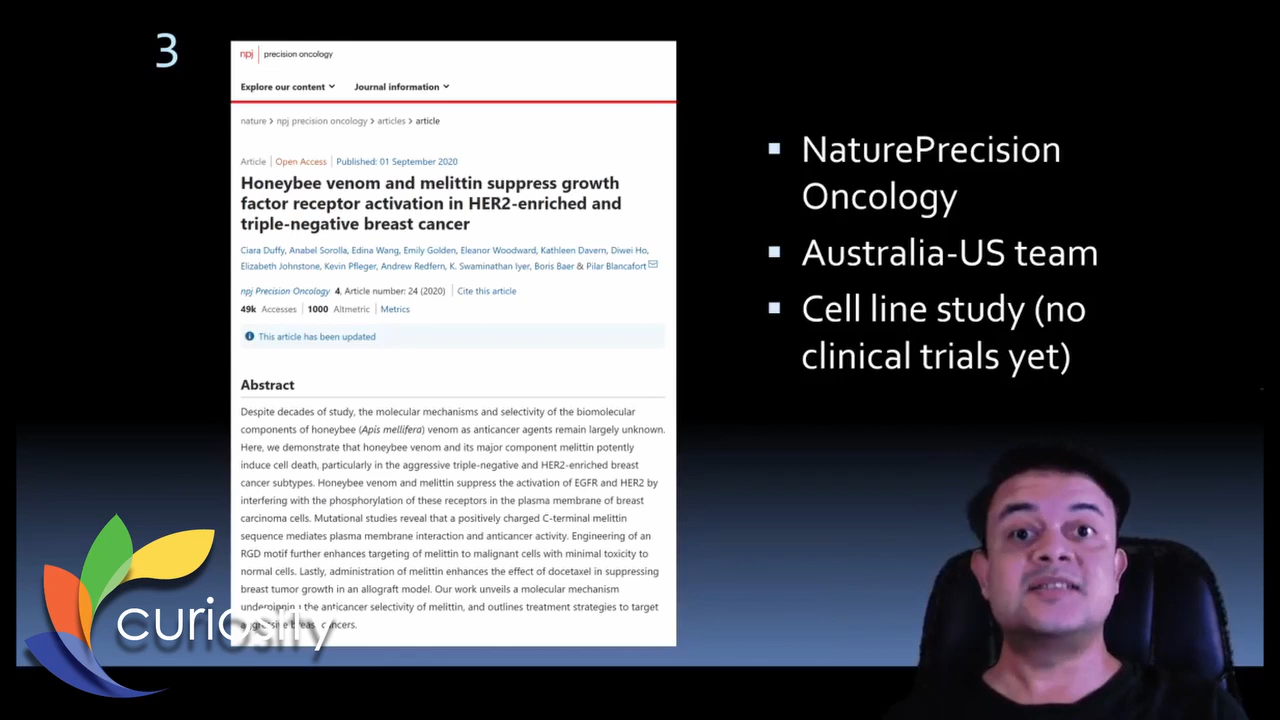 3
npj | precision oncology
Explore our content Journal information
nature > npj precision oncology > articles > article
Article | Open Access | Published: 01 September 2020
Honeybee venom and melittin suppress growth
factor receptor activation in HER2-enriched and
triple-negative breast cancer
Ciara Duffy, Anabel Sorolla, Edina Wang, Emily Golden, Eleanor Woodward, Kathleen Davern, Diwei Ho,
Elizabeth Johnstone, Kevin Pfleger, Andrew Redfern, K. Swaminathan Iyer, Boris Baer & Pilar Blancafort
npj Precision Oncology 4, Article number: 24 (2020) | Cite this article
49k Accesses | 1000 Altmetric | Metrics
This article has been updated
Abstract
Despite decades of study, the molecular mechanisms and selectivity of the biomolecular
components of honeybee (Apis mellifera) venom as anticancer agents remain largely unknown.
Here, we demonstrate that honeybee venom and its major component melittin potently
induce cell death, particularly in the aggressive triple-negative and HER2-enriched breast
cancer subtypes. Honeybee venom and melittin suppress the activation of EGFR and HER2 by
interfering with the phosphorylation of these receptors in the plasma membrane of breast
carcinoma cells. Mutational studies reveal that a positively charged C-terminal melittin
sequence mediates plasma membrane interaction and anticancer activity. Engineering of an
RGD motif further enhances targeting of melittin to malignant cells with minimal toxicity to
normal cells. Lastly, administration of melittin enhances the effect of docetaxel in suppressing
breast tumor growth in an allograft model. Our work unveils a molecular mechanism
underpinning the anticancer selectivity of melittin, and outlines treatment strategies to target
aggressive breast cancers.
NaturePrecision
Oncology
Australia-US team
Cell line study (no
clinical trials yet)
curiosity